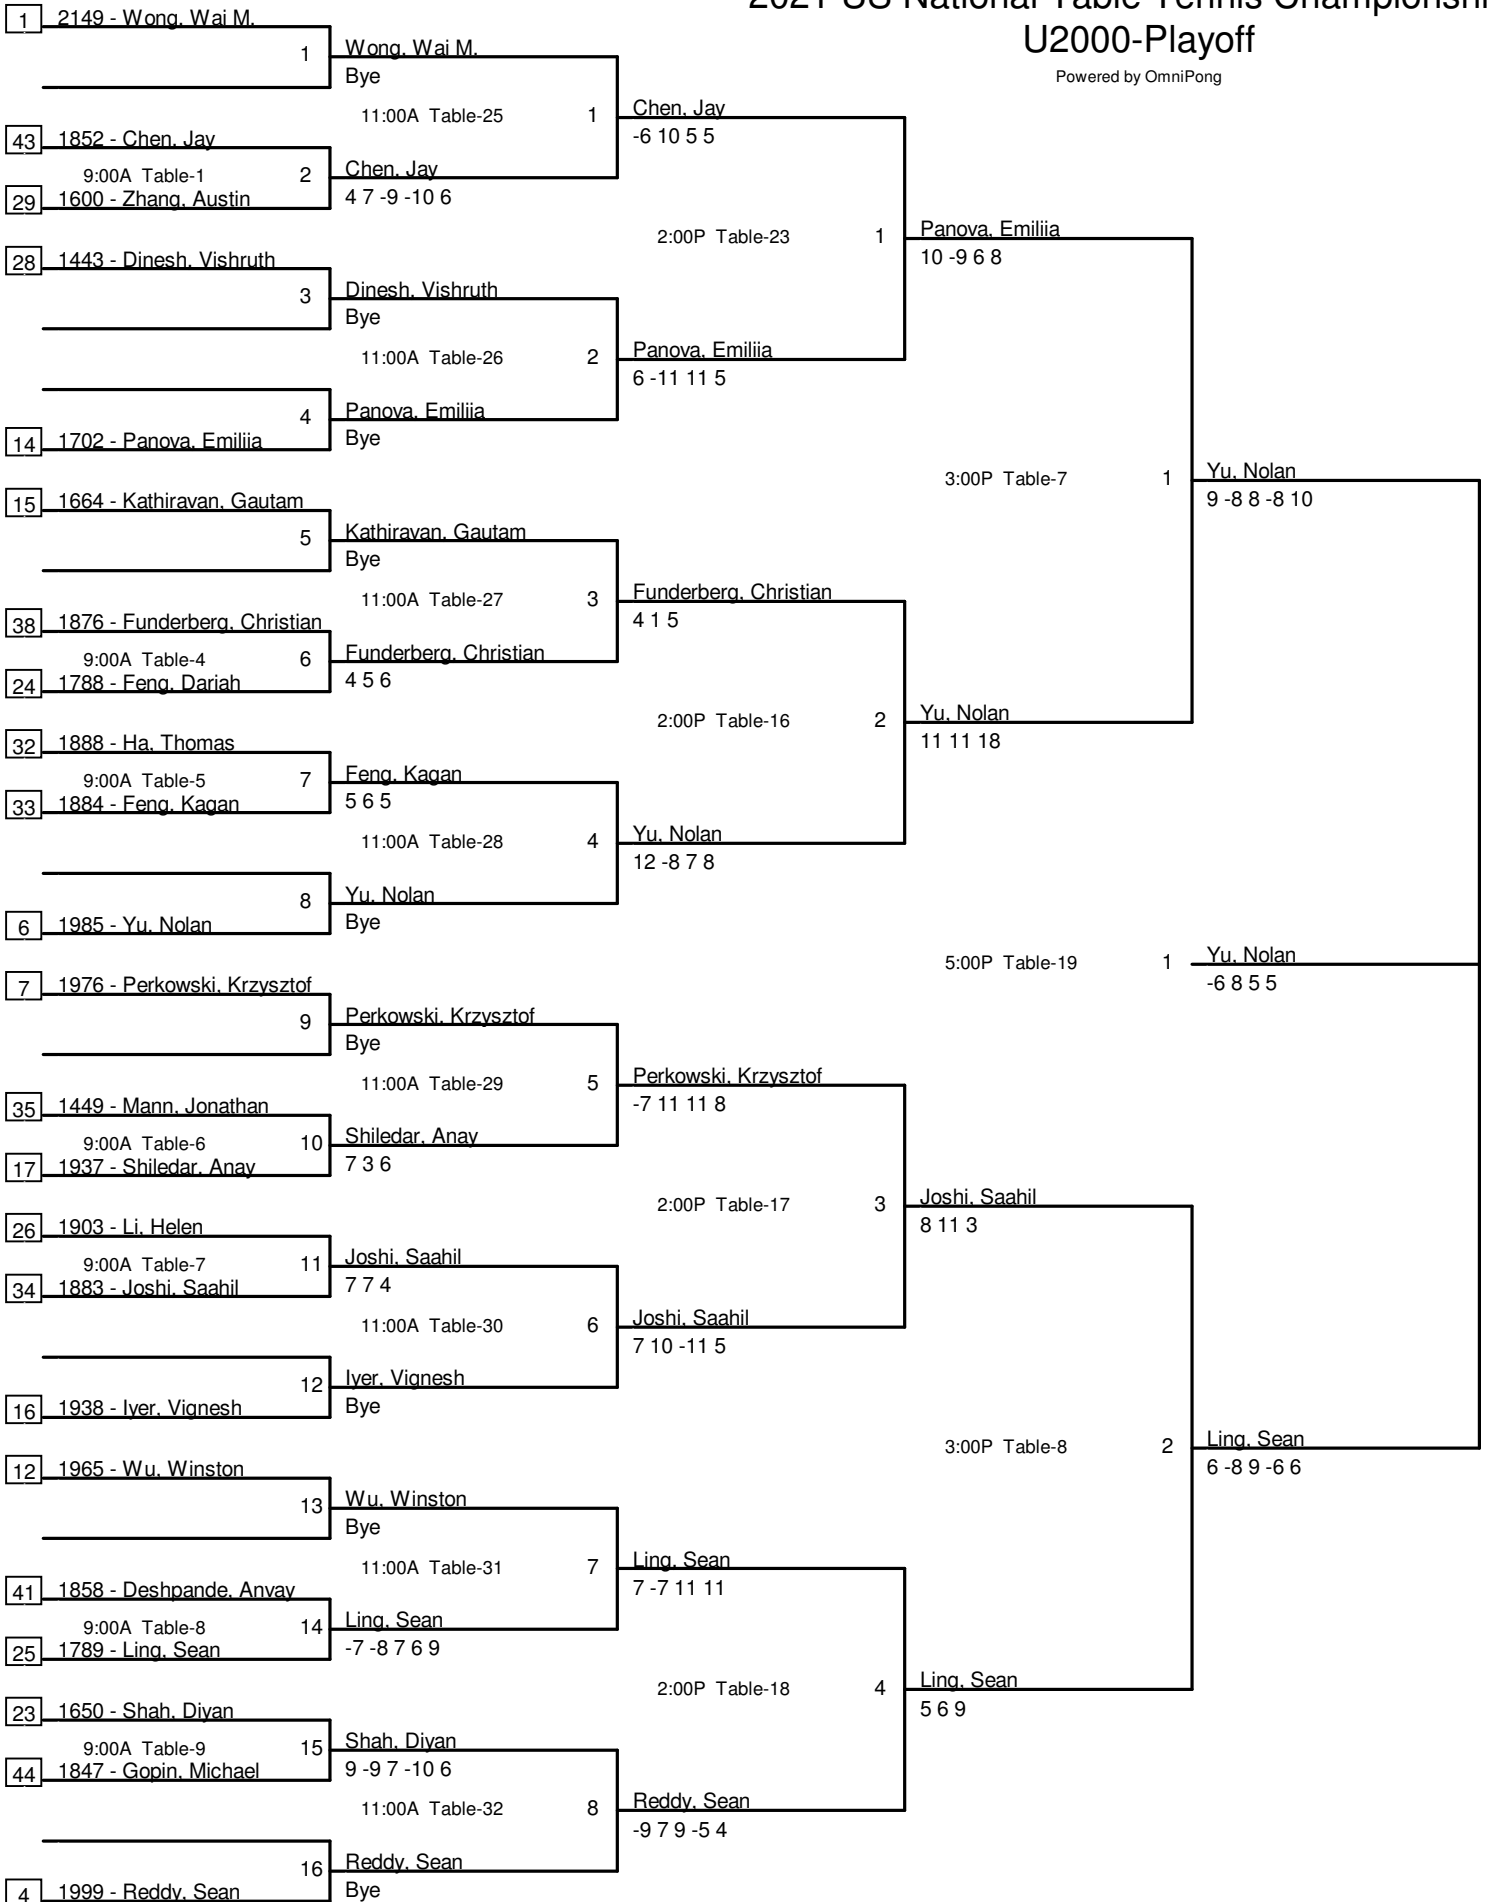 2021 US National Table Tennis Championshi
U2000-Playoff
Powered by OmniPong
1 2149 - Wong, Wai M.
1 Wong, Wai M.
Bye
11:00A Table-25 1 Chen, Jay
-6 10 5 5
43 1852 - Chen, Jay
9:00A Table-1 2 Chen, Jay
29 1600 - Zhang, Austin 4 7 -9 -10 6
2:00P Table-23 1 Panova, Emiliia
10 -9 6 8
28 1443 - Dinesh, Vishruth
3 Dinesh, Vishruth
Bye
11:00A Table-26 2 Panova, Emiliia
6 -11 11 5
4 Panova, Emiliia
14 1702 - Panova, Emiliia Bye
3:00P Table-7 1 Yu, Nolan
9 -8 8 -8 10
15 1664 - Kathiravan, Gautam
5 Kathiravan, Gautam
Bye
11:00A Table-27 3 Funderberg, Christian
4 1 5
38 1876 - Funderberg, Christian
9:00A Table-4 6 Funderberg, Christian
24 1788 - Feng, Dariah 4 5 6
2:00P Table-16 2 Yu, Nolan
11 11 18
32 1888 - Ha, Thomas
9:00A Table-5 7 Feng, Kagan
33 1884 - Feng, Kagan 5 6 5
11:00A Table-28 4 Yu, Nolan
12 -8 7 8
8 Yu, Nolan
6 1985 - Yu, Nolan Bye
5:00P Table-19 1 Yu, Nolan
-6 8 5 5
7 1976 - Perkowski, Krzysztof
9 Perkowski, Krzysztof
Bye
11:00A Table-29 5 Perkowski, Krzysztof
-7 11 11 8
35 1449 - Mann, Jonathan
9:00A Table-6 10 Shiledar, Anay
17 1937 - Shiledar, Anay 7 3 6
2:00P Table-17 3 Joshi, Saahil
8 11 3
26 1903 - Li, Helen
9:00A Table-7 11 Joshi, Saahil
34 1883 - Joshi, Saahil 7 7 4
11:00A Table-30 6 Joshi, Saahil
7 10 -11 5
12 Iyer, Vignesh
16 1938 - Iyer, Vignesh Bye
3:00P Table-8 2 Ling, Sean
6 -8 9 -6 6
12 1965 - Wu, Winston
13 Wu, Winston
Bye
11:00A Table-31 7 Ling, Sean
7 -7 11 11
41 1858 - Deshpande, Anvay
9:00A Table-8 14 Ling, Sean
25 1789 - Ling, Sean -7 -8 7 6 9
2:00P Table-18 4 Ling, Sean
5 6 9
23 1650 - Shah, Diyan
9:00A Table-9 15 Shah, Diyan
44 1847 - Gopin, Michael 9 -9 7 -10 6
11:00A Table-32 8 Reddy, Sean
-9 7 9 -5 4
16 Reddy, Sean
4 1999 - Reddy, Sean Bye